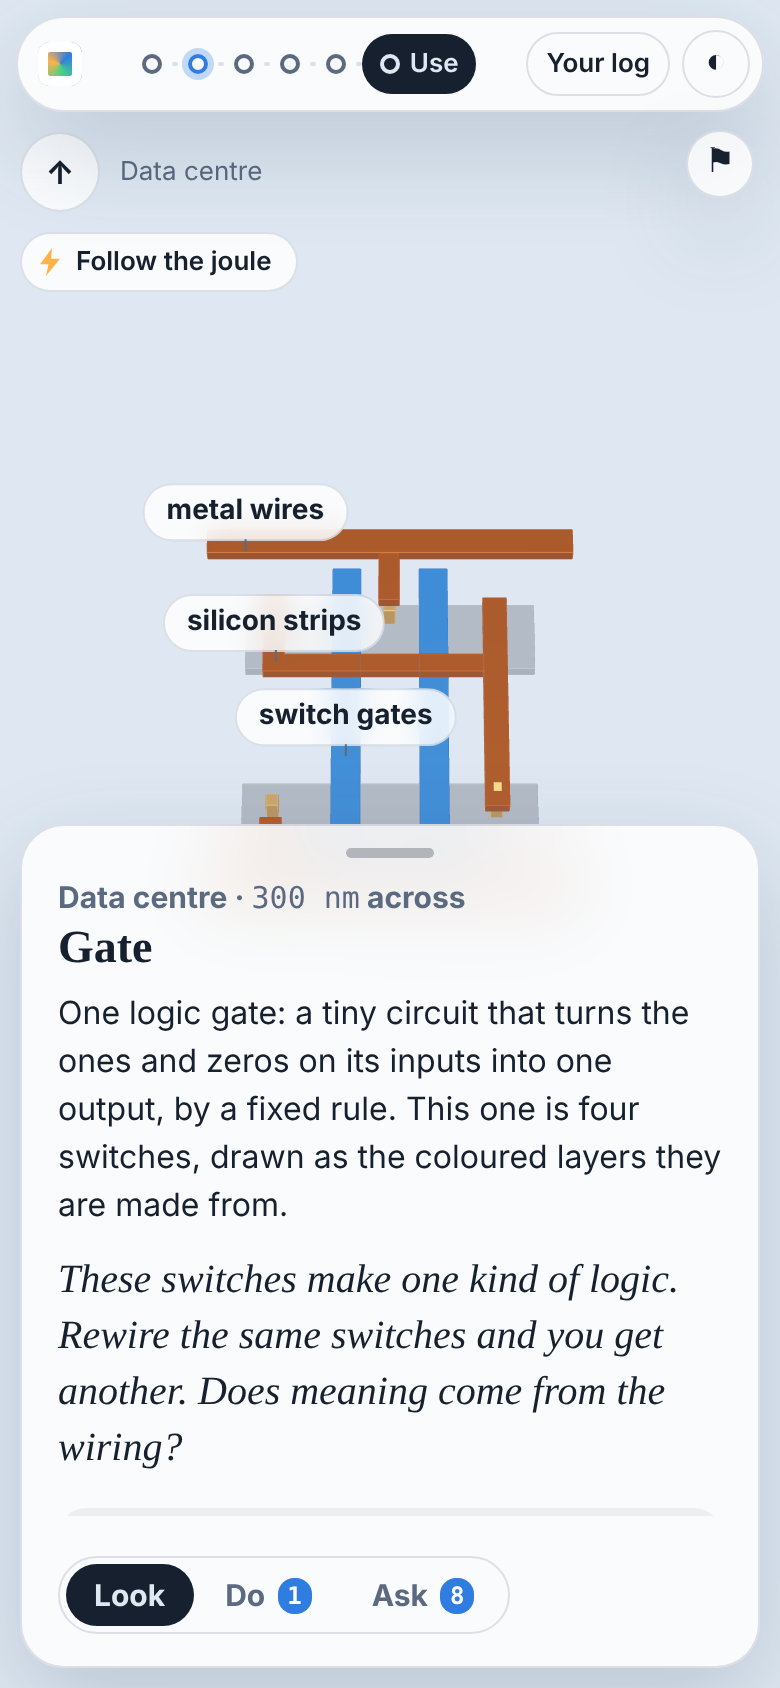 Use
Your log
Data centre
Follow the joule
metal wires
silicon strips
switch gates
Data centre · 300 nm across
Gate
One logic gate: a tiny circuit that turns the
ones and zeros on its inputs into one
output, by a fixed rule. This one is four
switches, drawn as the coloured layers they
are made from.
These switches make one kind of logic.
Rewire the same switches and you get
another. Does meaning come from the
wiring?
Look
Do 1
Ask 8